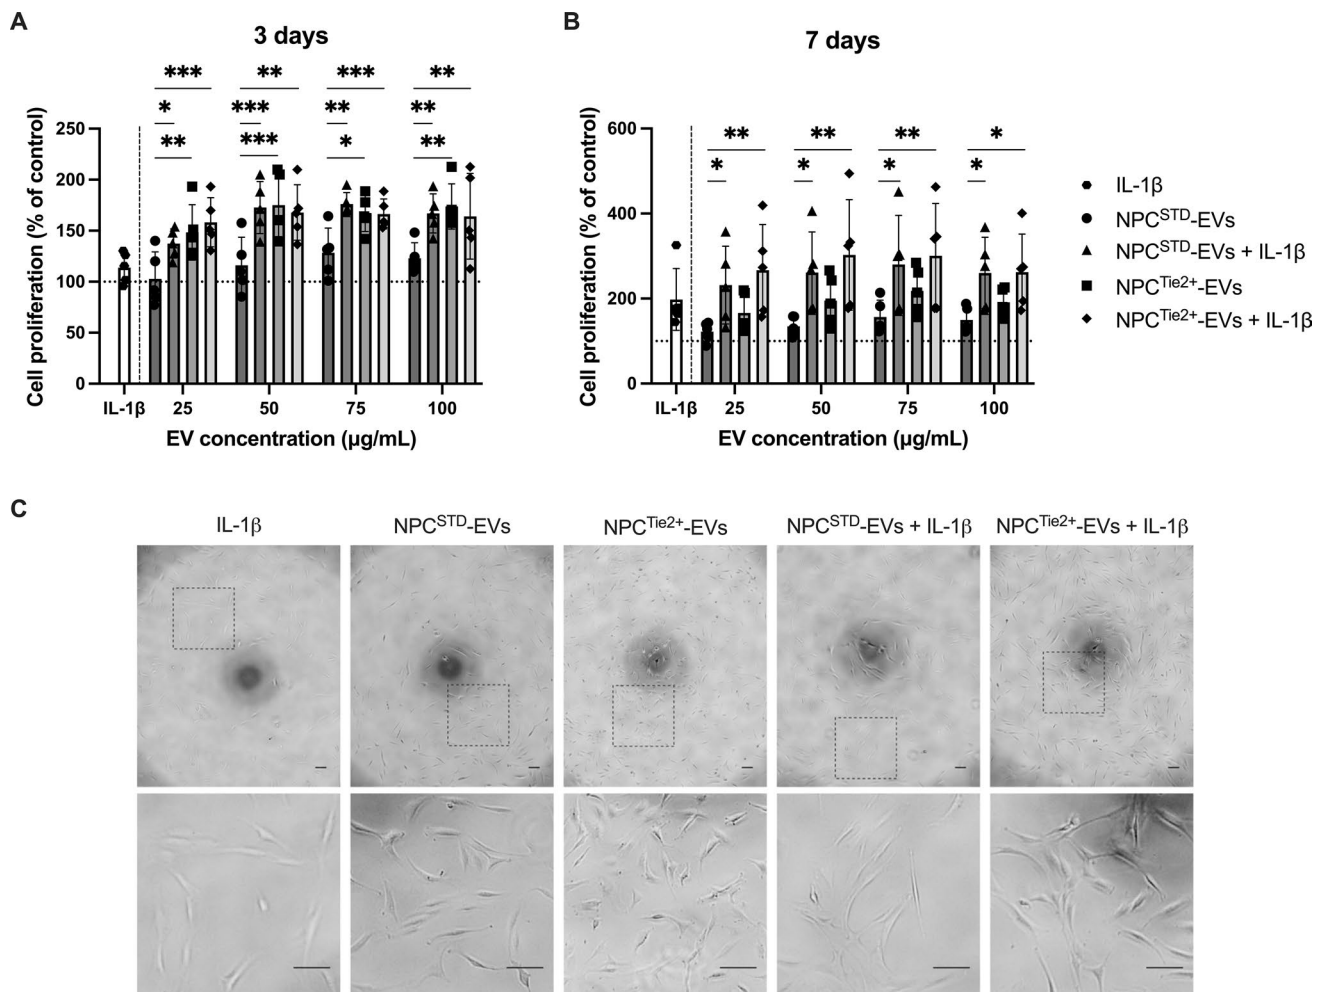 A
3 days
*** ** *** **
* *** ** **
** *** * **
Cell proliferation (% of control)
250
200
150
100
50
0
IL-1β 25 50 75 100
EV concentration (µg/mL)
B
7 days
** ** ** *
* * * *
Cell proliferation (% of control)
600
400
200
0
IL-1β 25 50 75 100
EV concentration (µg/mL)
IL-1β
NPCSTD-EVs
NPCSTD-EVs + IL-1β
NPCTie2+-EVs
NPCTie2+-EVs + IL-1β
C
IL-1β NPCSTD-EVs NPCTie2+-EVs NPCSTD-EVs + IL-1β NPCTie2+-EVs + IL-1β